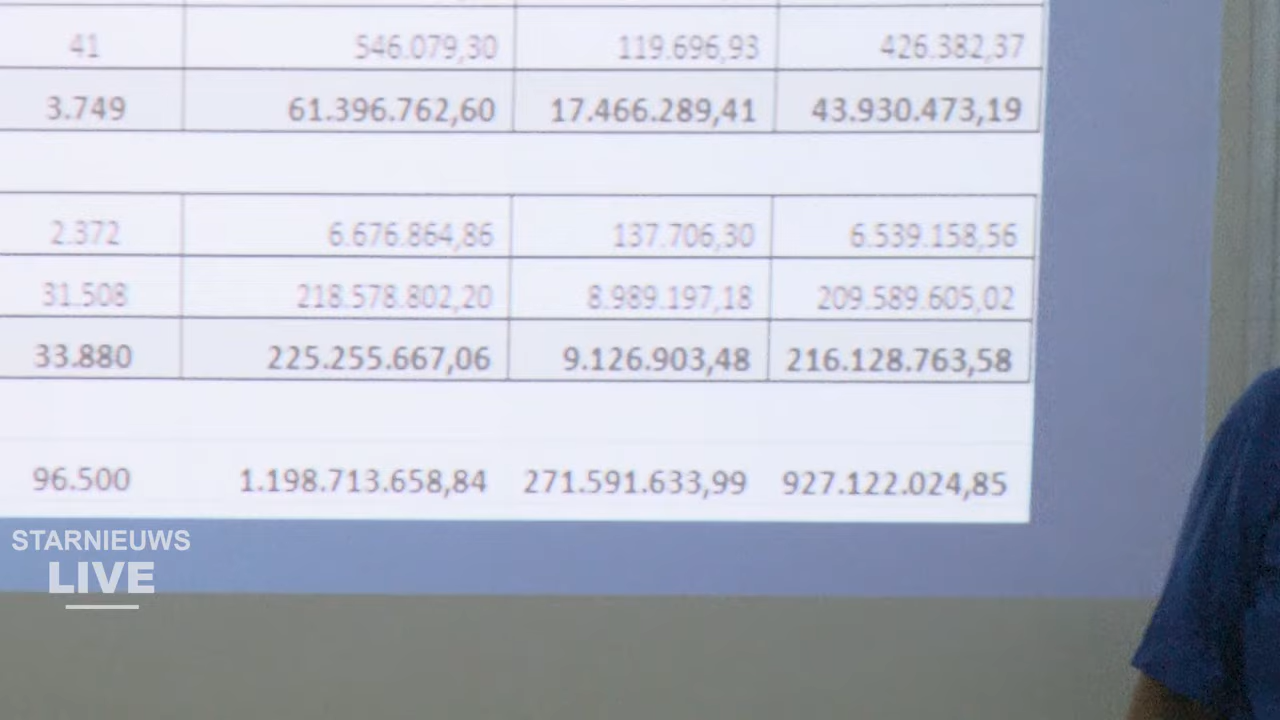 41 546.079,30 119.696,93 426.382,37
3.749 61.396.762,60 17.466.289,41 43.930.473,19
2.372 6.676.864,86 137.706,30 6.539.158,56
31.508 218.578.802,20 8.989.197,18 209.589.605,02
33.880 225.255.667,06 9.126.903,48 216.128.763,58
96.500 1.198.713.658,84 271.591.633,99 927.122.024,85
STARNIEUWS
LIVE